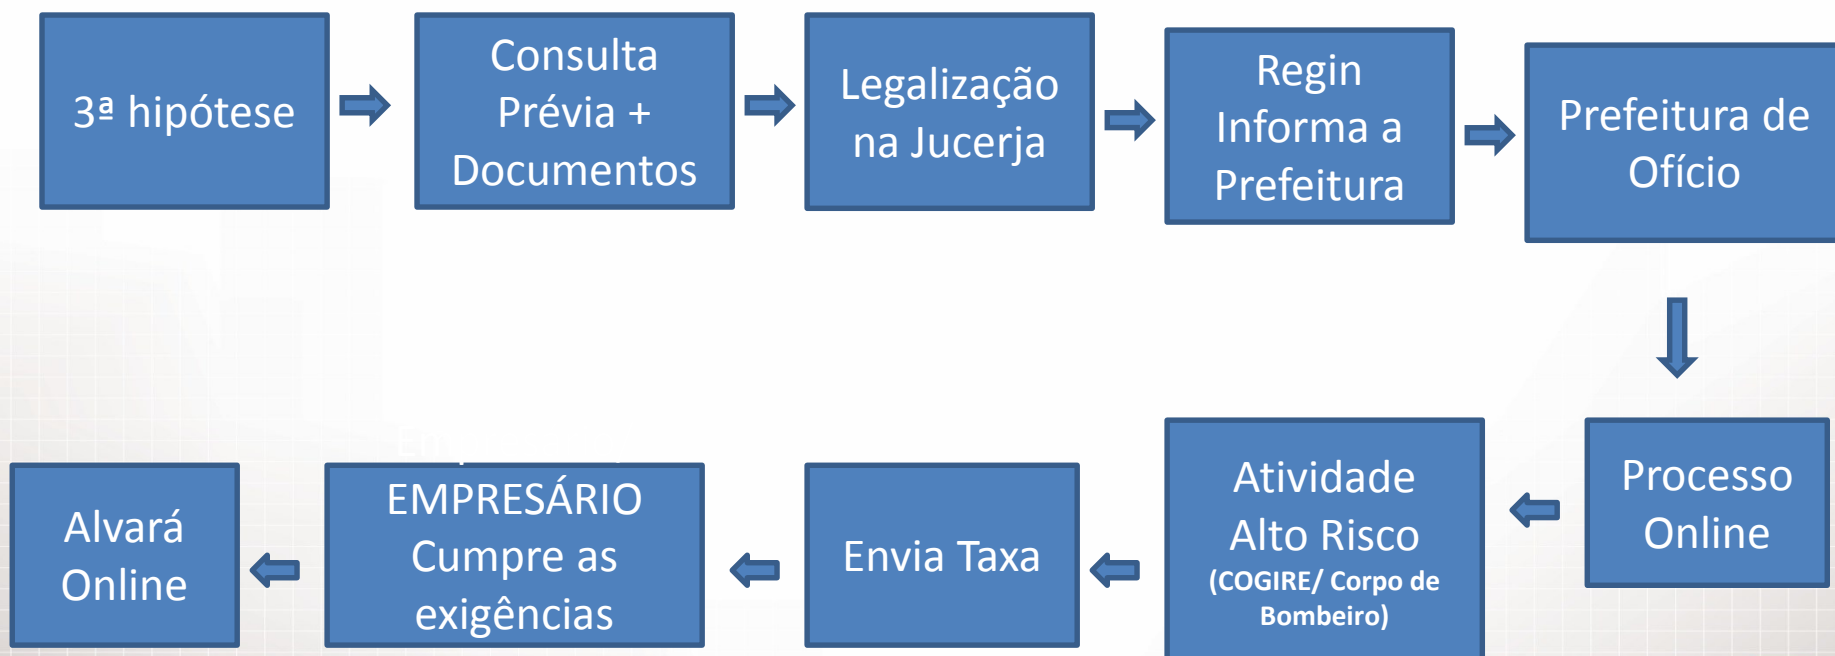 3ª hipótese
Consulta
Prévia +
Documentos
Legalização
na Jucerja
Regin
Informa a
Prefeitura
Prefeitura de
Ofício
Processo
Online
Atividade
Alto Risco
(COGIRE/ Corpo de
Bombeiro)
Envia Taxa
EMPRESÁRIO
Cumpre as
exigências
Alvará
Online